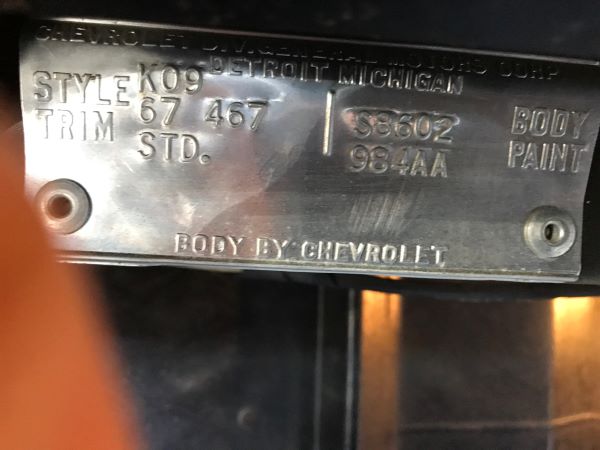 CHEVROLET DIV. GENERAL MOTORS CORP
DETROIT MICHIGAN
K09
STYLE 67 467 S8602 BODY
TRIM STD. 984AA PAINT
BODY BY CHEVROLET